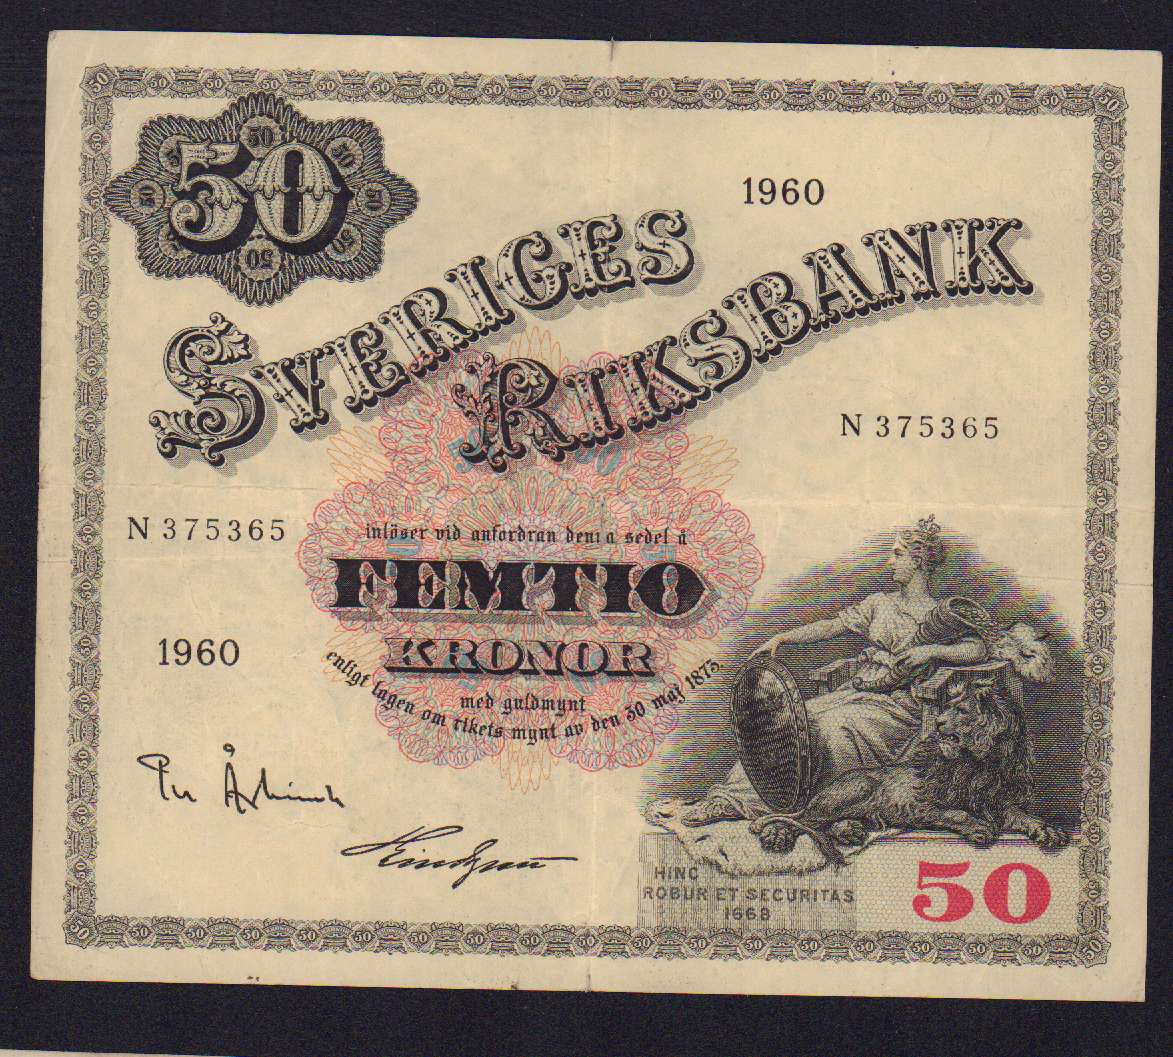 50
1960
SVERIGES
RIKSBANK
N 375365
N 375365
inlöser vid anfordran denna sedel å
FEMTIO
KRONOR
1960
med guldmynt
enligt lagen om rikets mynt av den 30 maj 1873.
HINC
ROBUR ET SECURITAS
1668
50